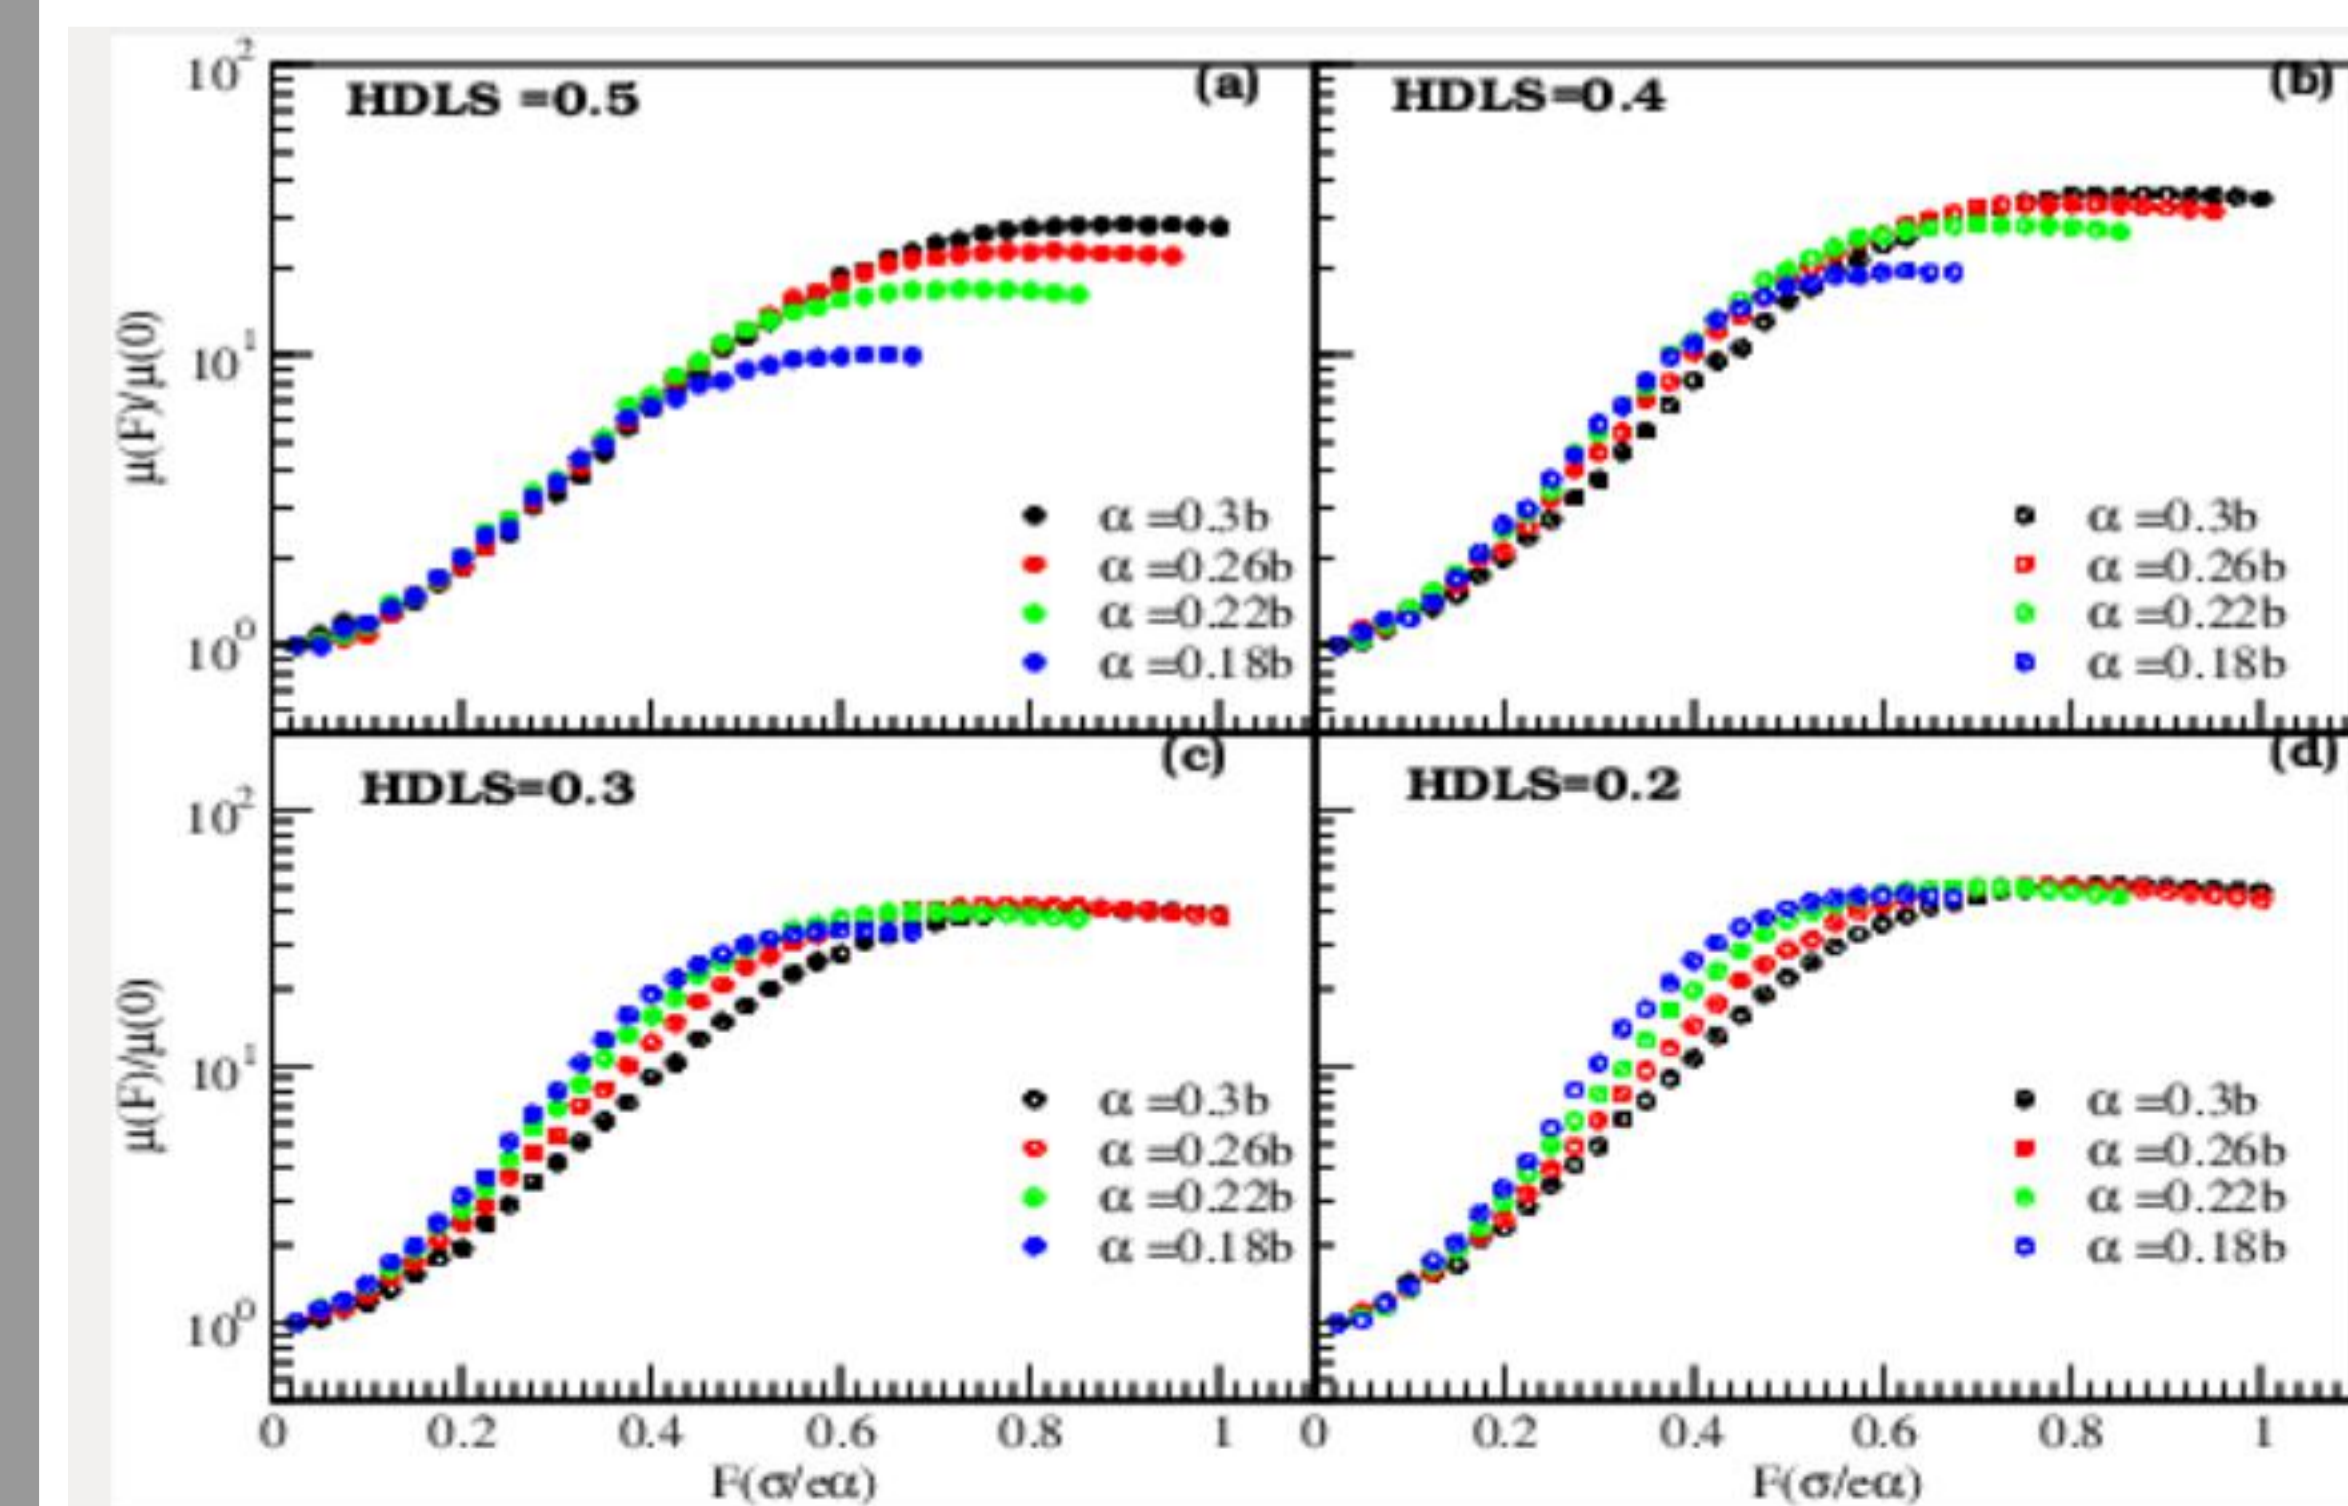 10²
HDLS =0.5
(a)
HDLS=0.4
(b)
μ(F)/μ(0)
10¹
α =0.3b
α =0.26b
α =0.22b
α =0.18b
10⁰
α =0.3b
α =0.26b
α =0.22b
α =0.18b
HDLS=0.3
(c)
HDLS=0.2
(d)
10²
μ(F)/μ(0)
10¹
α =0.3b
α =0.26b
α =0.22b
α =0.18b
10⁰
α =0.3b
α =0.26b
α =0.22b
α =0.18b
0 0.2 0.4 0.6 0.8 1
0 0.2 0.4 0.6 0.8 1
F(σ/eα)
F(σ/eα)